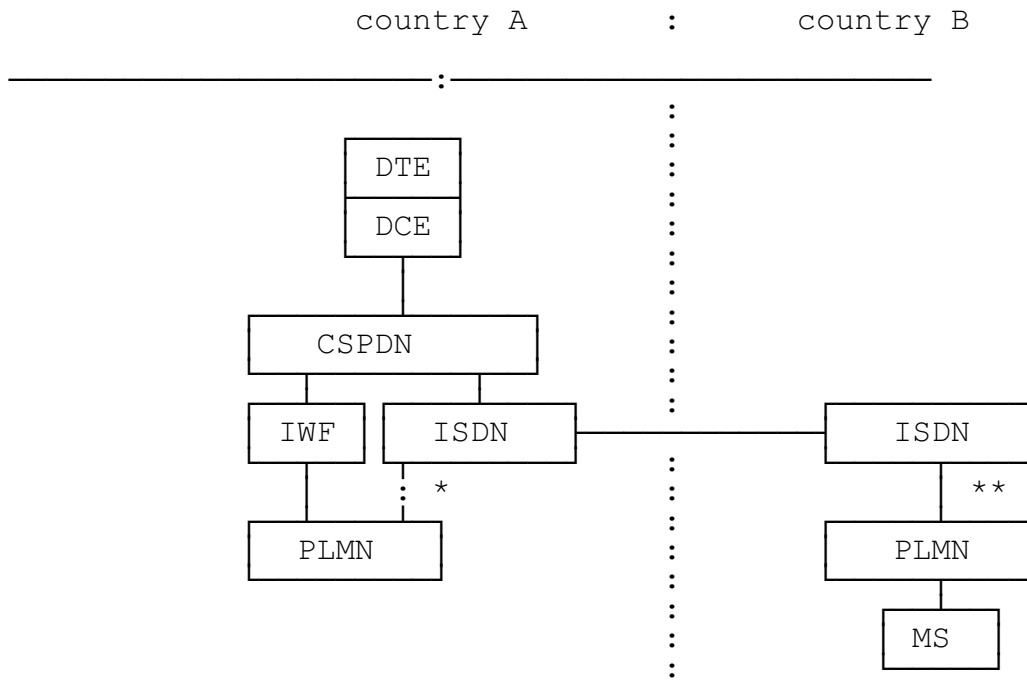 country A : country B
DTE
DCE
CSPDN
IWF ISDN ISDN
* **
PLMN PLMN
MS